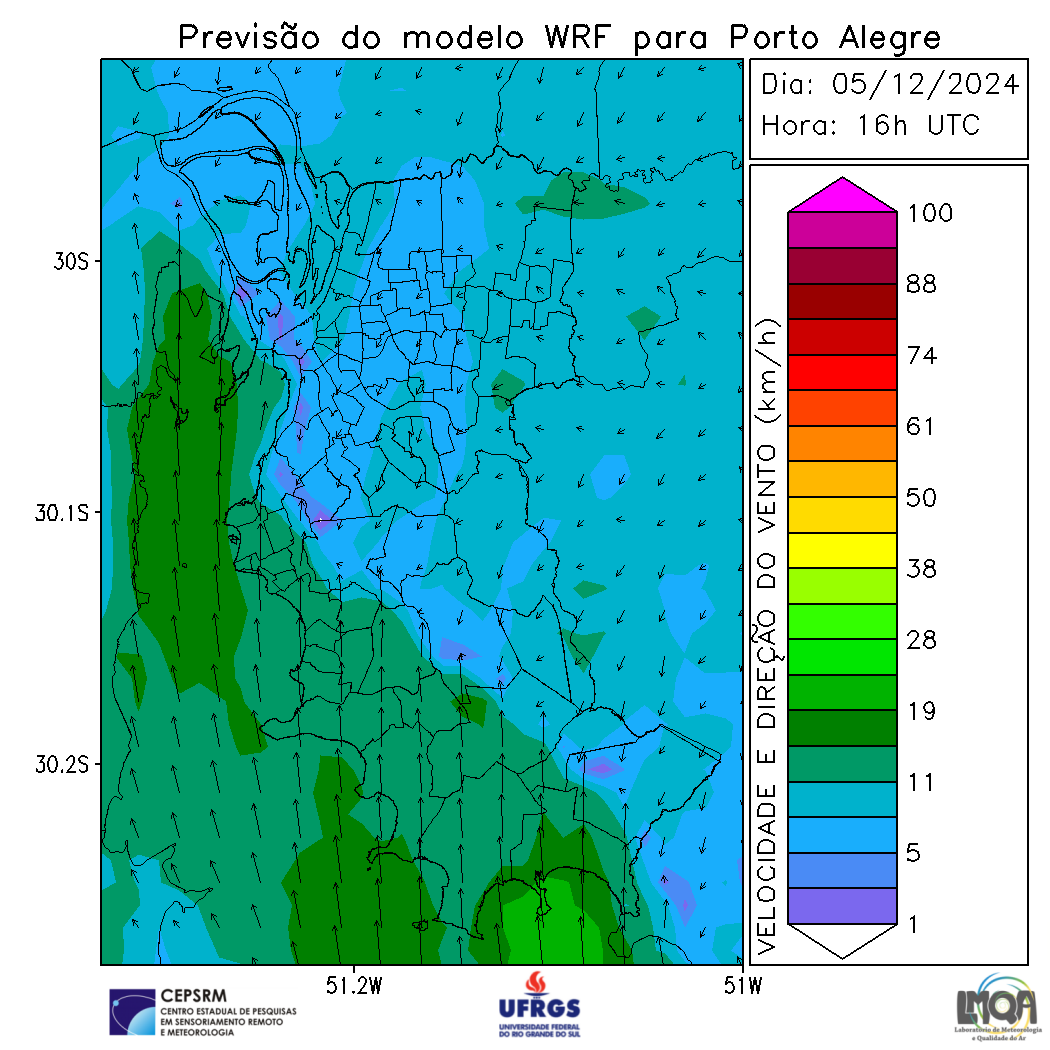 Previsão do modelo WRF para Porto Alegre
Dia: 05/12/2024
Hora: 16h UTC
30S
30.1S
30.2S
51.2W
51W
VELOCIDADE E DIREÇÃO DO VENTO (km/h)
100
88
74
61
50
38
28
19
11
5
1
CEPSRM
CENTRO ESTADUAL DE PESQUISAS
EM SENSORIAMENTO REMOTO
E METEOROLOGIA
UFRGS
UNIVERSIDADE FEDERAL
DO RIO GRANDE DO SUL
LMQA
Laboratório de Meteorologia
e Qualidade do Ar